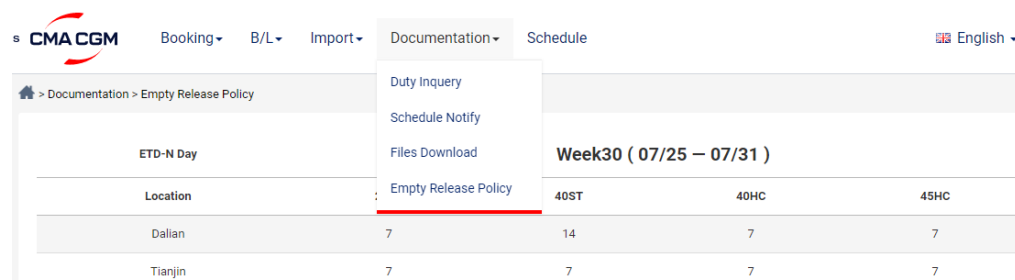 s CMA CGM Booking B/L Import Documentation Schedule English
> Documentation > Empty Release Policy
Duty Inquery
Schedule Notify
Files Download
Empty Release Policy
ETD-N Day Week30 ( 07/25 — 07/31 )
Location 40ST 40HC 45HC
Dalian 7 14 7 7
Tianjin 7 7 7 7